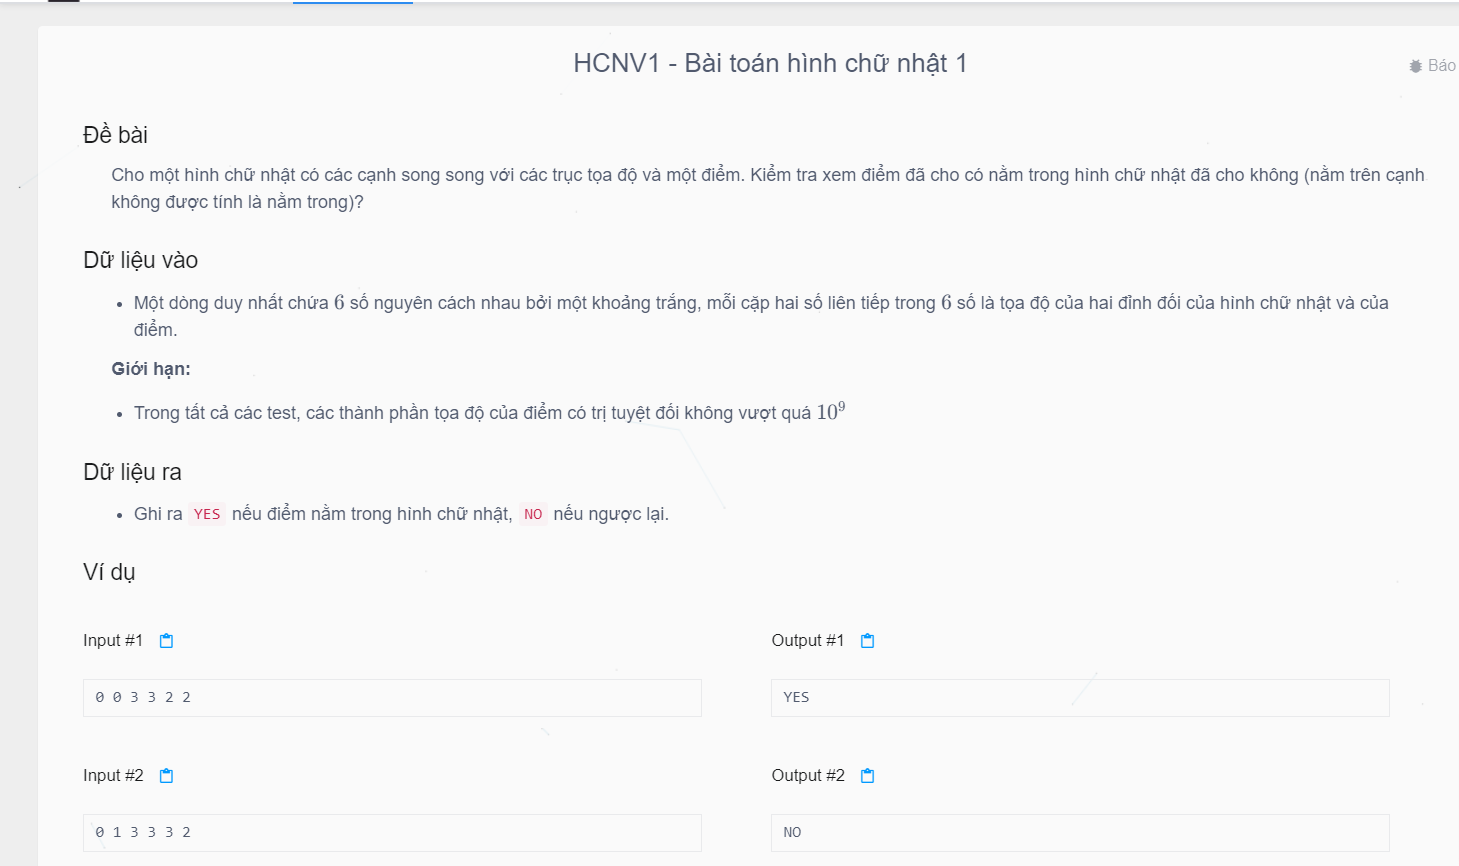 HCNV1 - Bài toán hình chữ nhật 1
Báo
Đề bài
Cho một hình chữ nhật có các cạnh song song với các trục tọa độ và một điểm. Kiểm tra xem điểm đã cho có nằm trong hình chữ nhật đã cho không (nằm trên cạnh
không được tính là nằm trong)?
Dữ liệu vào
• Một dòng duy nhất chứa 6 số nguyên cách nhau bởi một khoảng trắng, mỗi cặp hai số liên tiếp trong 6 số là tọa độ của hai đỉnh đối của hình chữ nhật và của
điểm.
Giới hạn:
• Trong tất cả các test, các thành phần tọa độ của điểm có trị tuyệt đối không vượt quá 10⁹
Dữ liệu ra
• Ghi ra YES nếu điểm nằm trong hình chữ nhật, NO nếu ngược lại.
Ví dụ
Input #1
Output #1
0 0 3 3 2 2
YES
Input #2
Output #2
0 1 3 3 3 2
NO